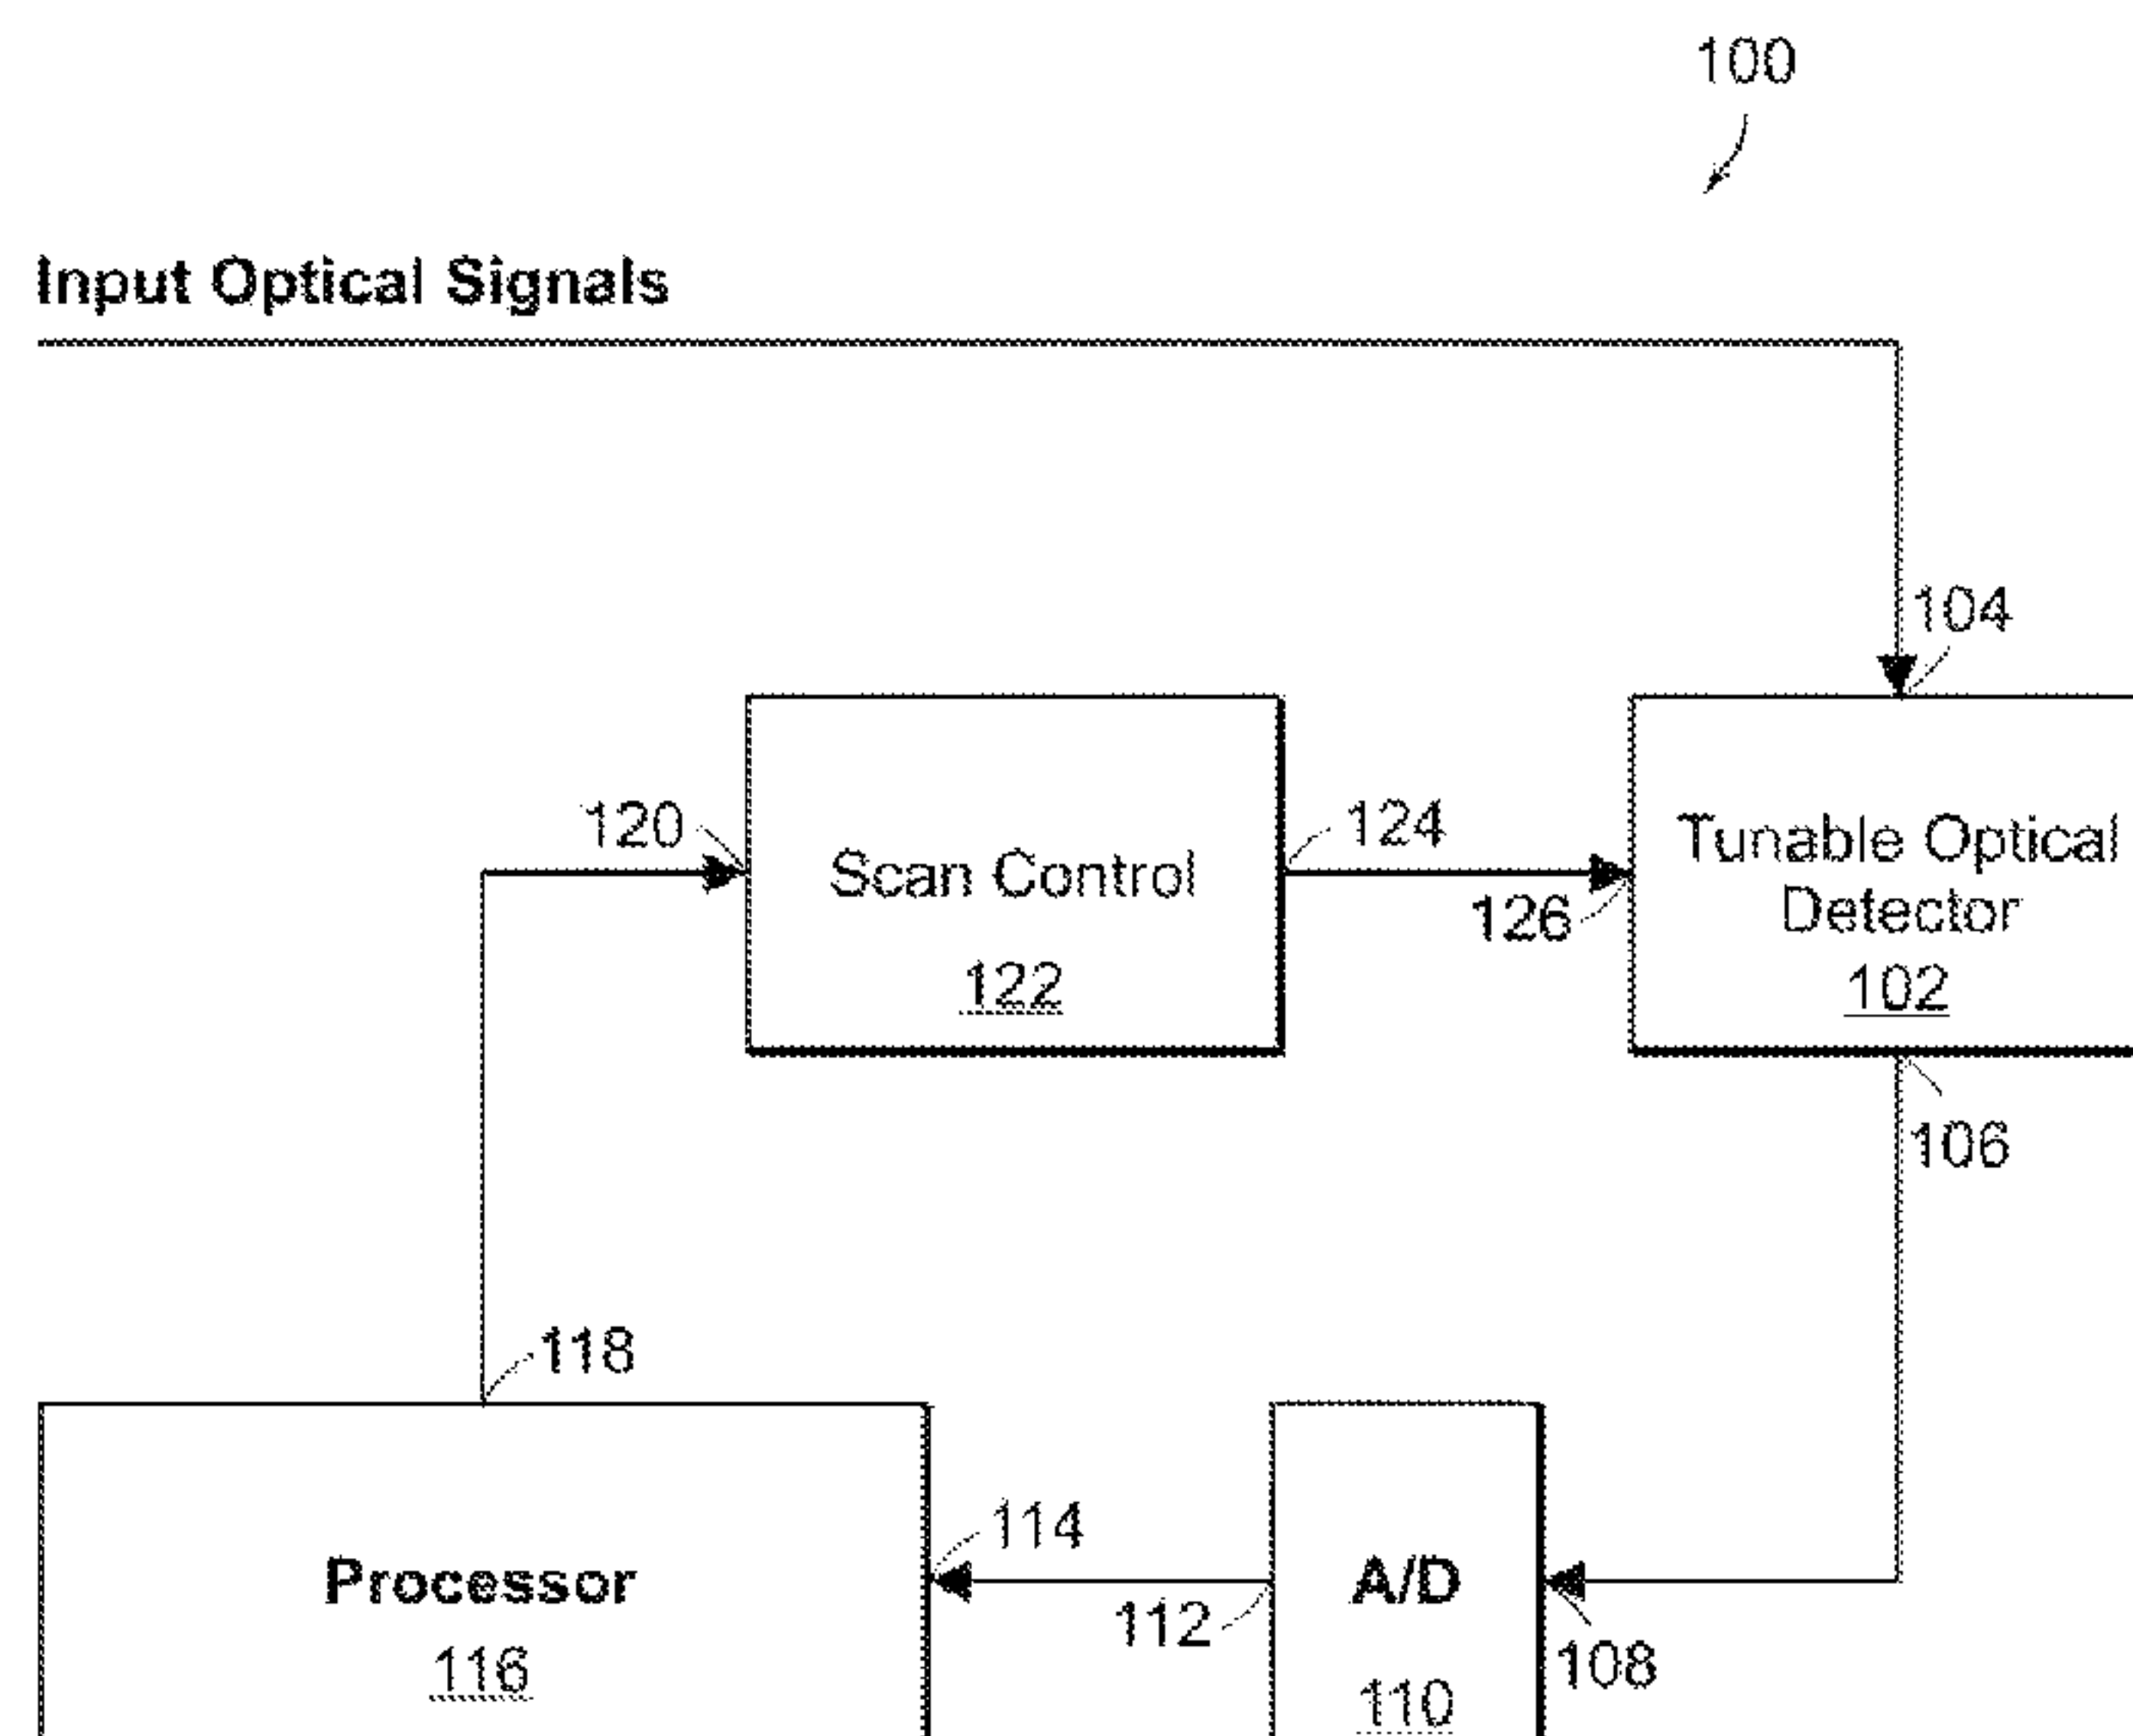 100
Input Optical Signals
104
120
124
Scan Control
126
122
Tunable Optical
Detector
102
106
118
114
Processor
A/D
112
116
108
110